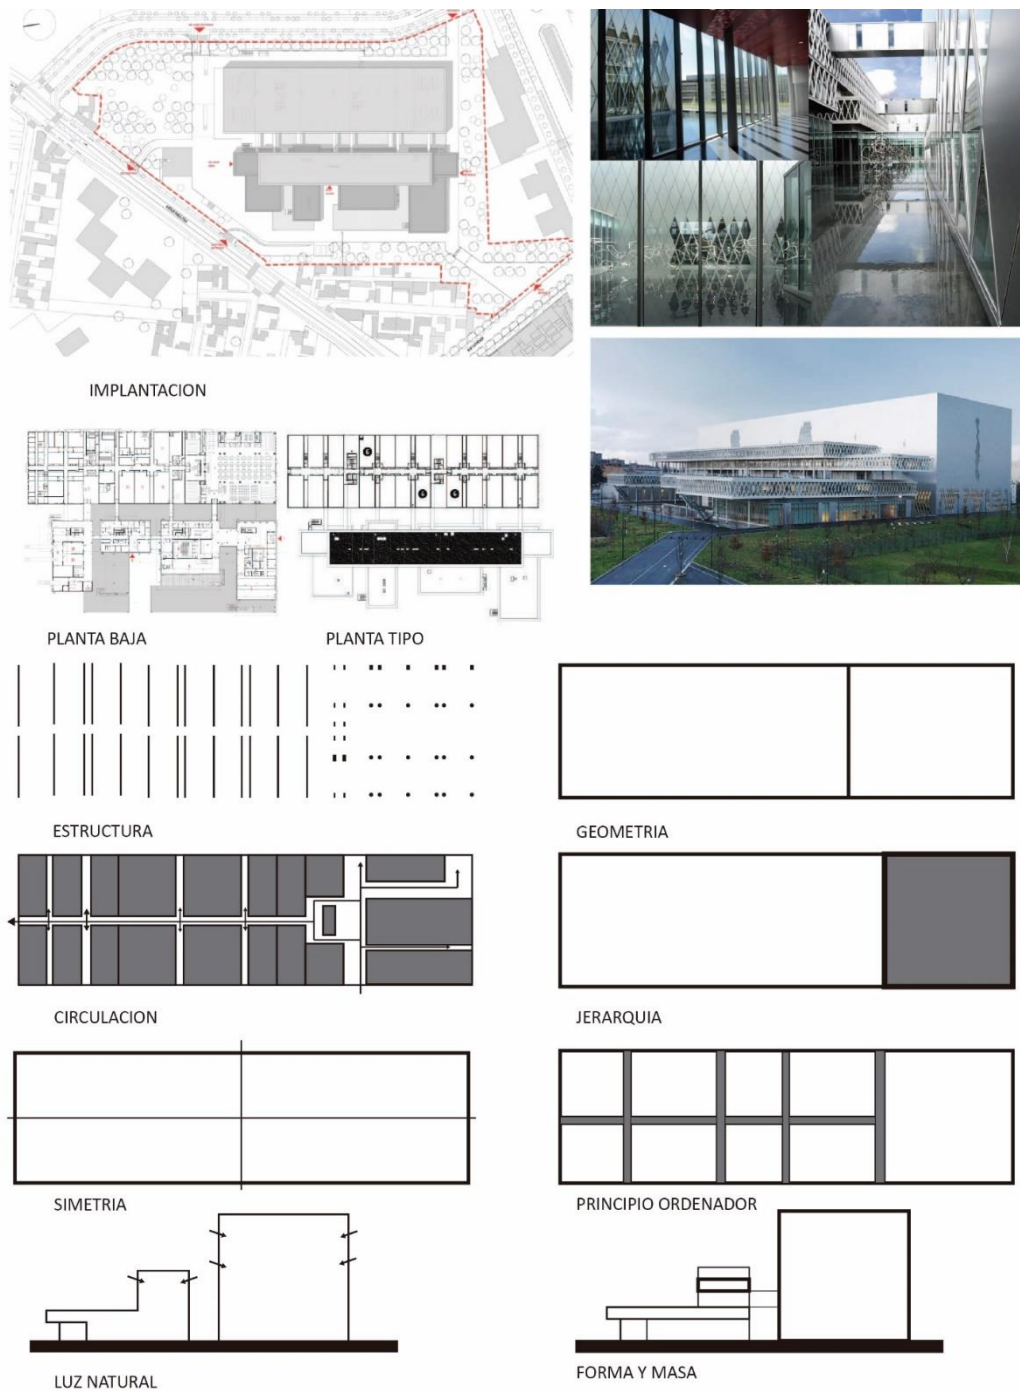 IMPLANTACION
PLANTA BAJA
PLANTA TIPO
ESTRUCTURA
GEOMETRIA
CIRCULACION
JERARQUIA
SIMETRIA
PRINCIPIO ORDENADOR
LUZ NATURAL
FORMA Y MASA